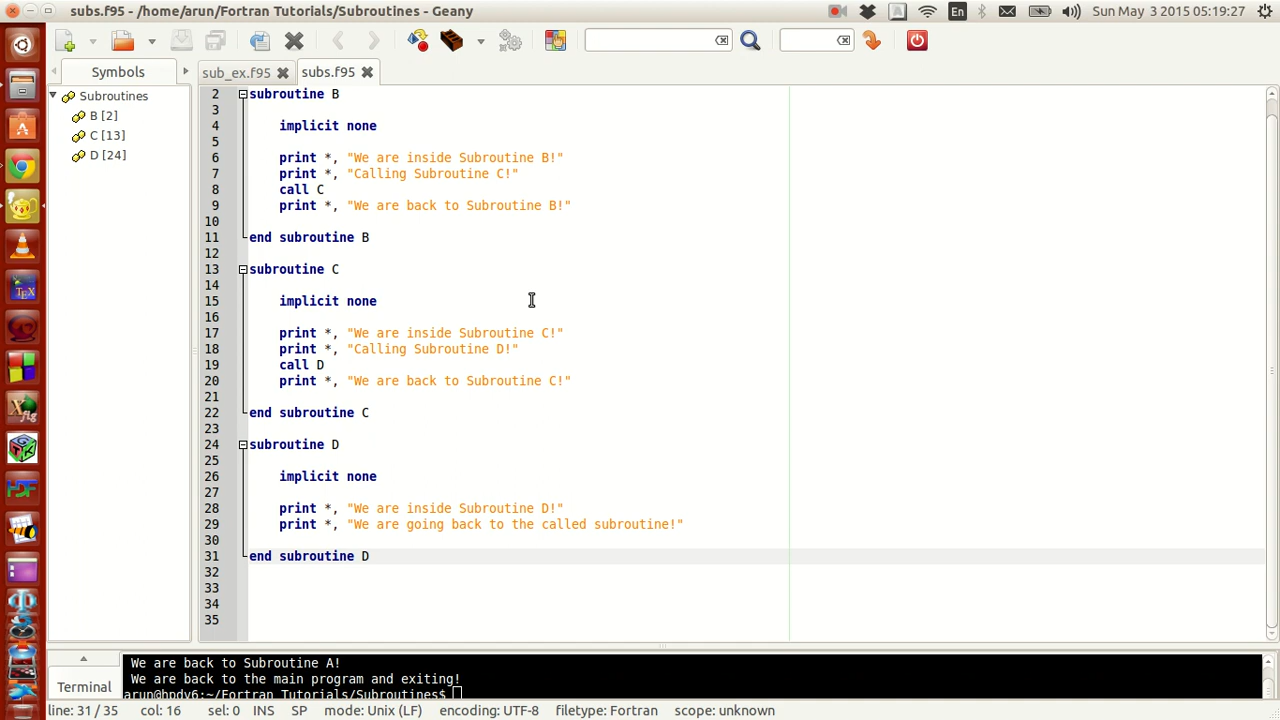 subs.f95 - /home/arun/Fortran Tutorials/Subroutines - Geany
En
Sun May 3 2015 05:19:27
Symbols
sub_ex.f95
subs.f95
Subroutines
B [2]
C [13]
D [24]
2 subroutine B
3
4 implicit none
5
6 print *, "We are inside Subroutine B!"
7 print *, "Calling Subroutine C!"
8 call C
9 print *, "We are back to Subroutine B!"
10
11 end subroutine B
12
13 subroutine C
14
15 implicit none
16
17 print *, "We are inside Subroutine C!"
18 print *, "Calling Subroutine D!"
19 call D
20 print *, "We are back to Subroutine C!"
21
22 end subroutine C
23
24 subroutine D
25
26 implicit none
27
28 print *, "We are inside Subroutine D!"
29 print *, "We are going back to the called subroutine!"
30
31 end subroutine D
32
33
34
35
Terminal
We are back to Subroutine A!
We are back to the main program and exiting!
arun@hpdv6:~/Fortran Tutorials/Subroutines$
line: 31 / 35 col: 16 sel: 0 INS SP mode: Unix (LF) encoding: UTF-8 filetype: Fortran scope: unknown